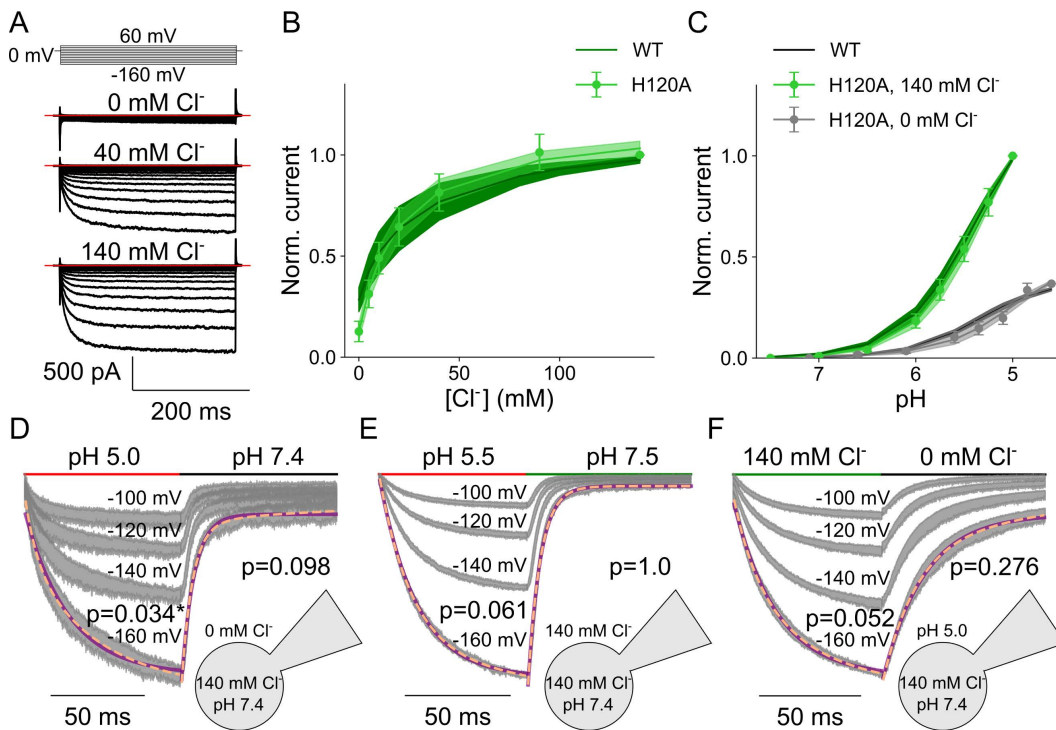 A
60 mV
0 mV
-160 mV
0 mM Cl⁻
40 mM Cl⁻
140 mM Cl⁻
500 pA
200 ms
B
WT
H120A
Norm. current
1.0
0.5
0.0
0
50
100
[Cl⁻] (mM)
C
WT
H120A, 140 mM Cl⁻
H120A, 0 mM Cl⁻
Norm. current
1.0
0.5
0.0
7
6
5
pH
D
pH 5.0
pH 7.4
-100 mV
-120 mV
-140 mV
p=0.098
p=0.034*
-160 mV
0 mM Cl⁻
140 mM Cl⁻
pH 7.4
50 ms
E
pH 5.5
pH 7.5
-100 mV
-120 mV
-140 mV
p=1.0
p=0.061
-160 mV
140 mM Cl⁻
140 mM Cl⁻
pH 7.4
50 ms
F
140 mM Cl⁻
0 mM Cl⁻
-100 mV
-120 mV
-140 mV
p=0.276
p=0.052
-160 mV
pH 5.0
140 mM Cl⁻
pH 7.4
50 ms